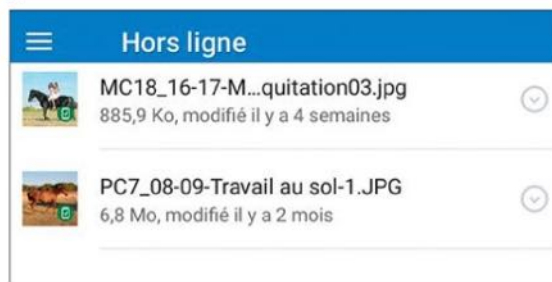 Hors ligne
MC18_16-17-M...quitation03.jpg
885,9 Ko, modifié il y a 4 semaines
PC7_08-09-Travail au sol-1.JPG
6,8 Mo, modifié il y a 2 mois